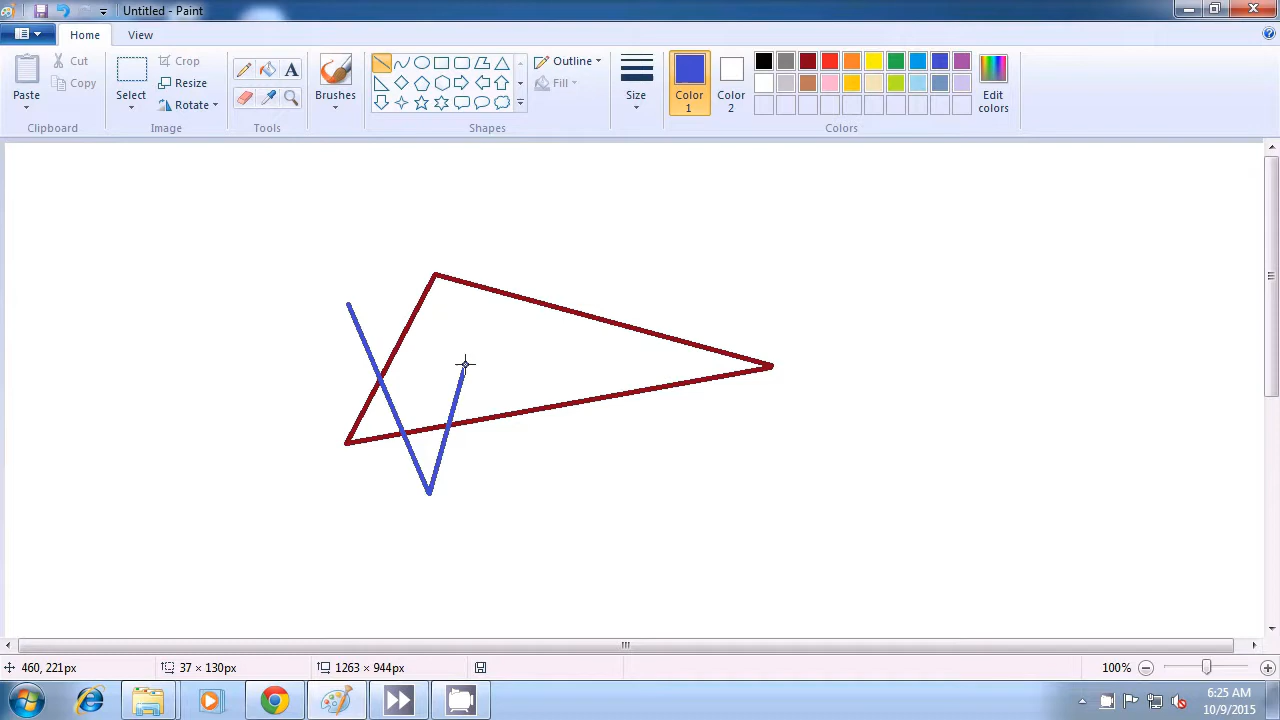 Untitled - Paint
Home View
Paste
Cut
Copy
Clipboard
Select
Crop
Resize
Rotate
Image
A
Tools
Brushes
Shapes
Outline
Fill
Size
Color 1
Color 2
Edit colors
Colors
460, 221px 37 × 130px 1263 × 944px 100%
6:25 AM
10/9/2015